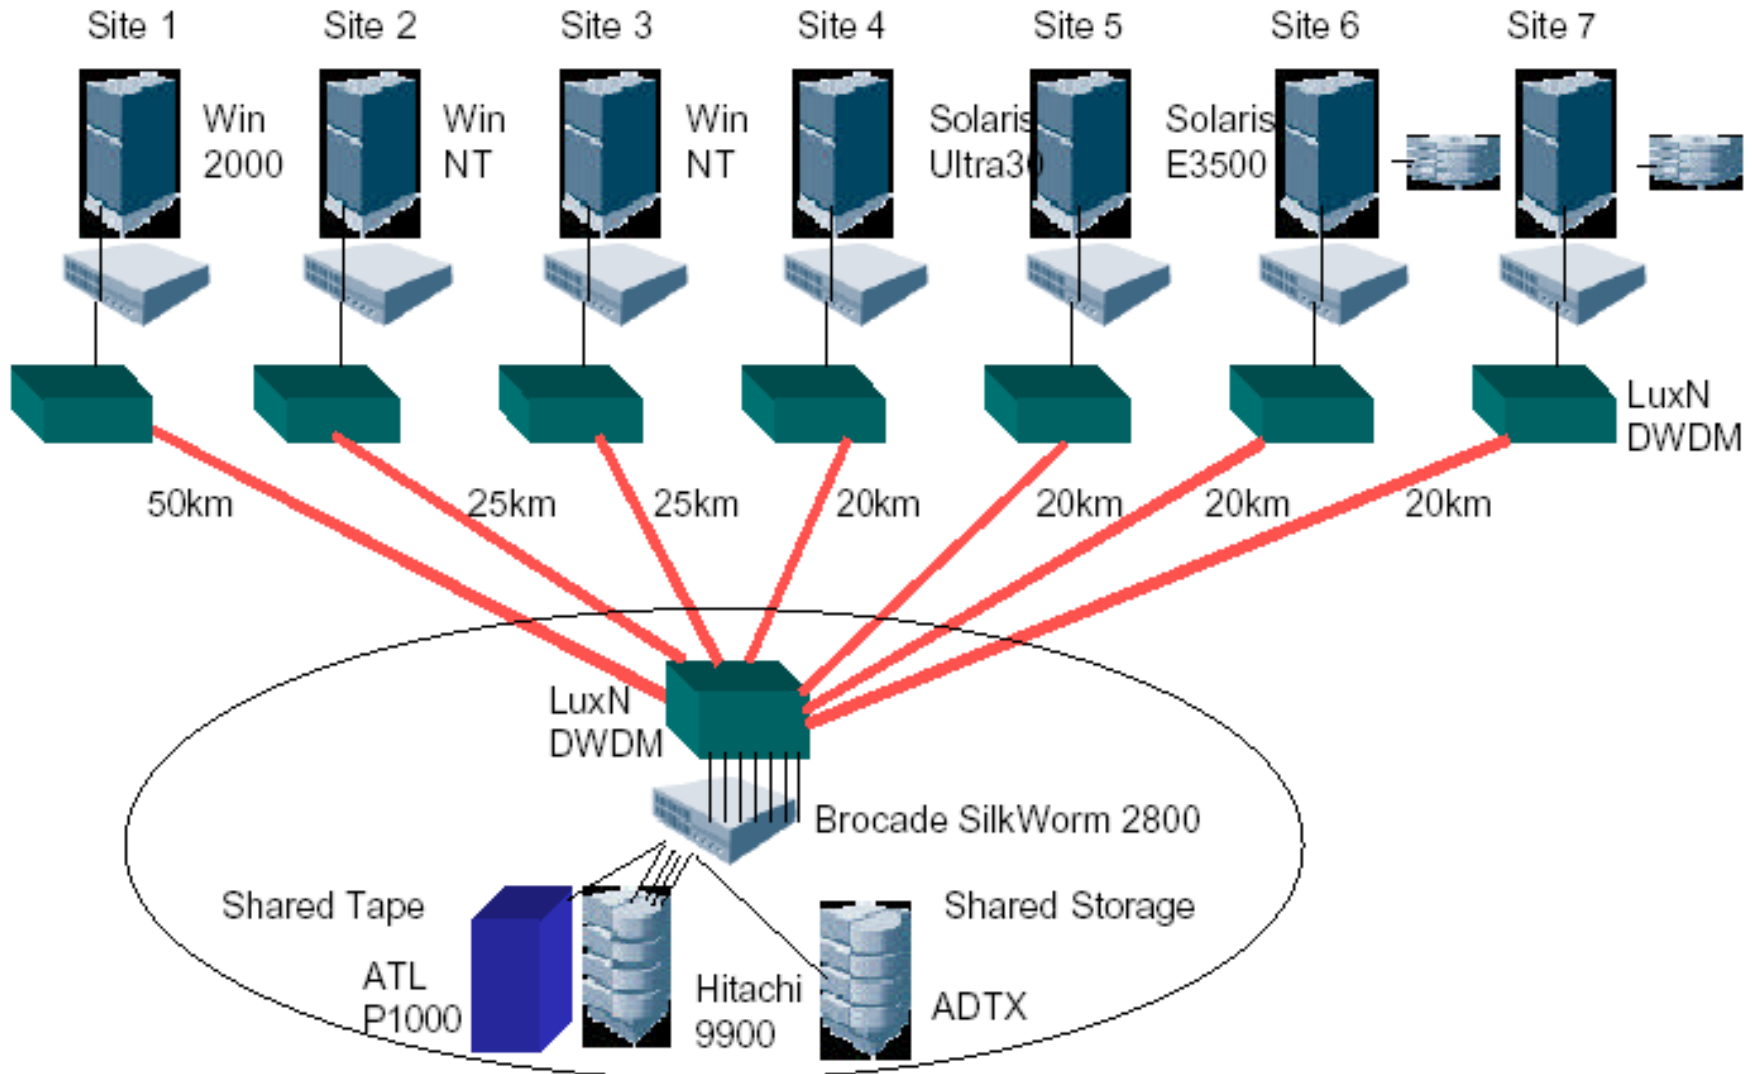 Site 1
Site 2
Site 3
Site 4
Site 5
Site 6
Site 7
Win
2000
Win
NT
Win
NT
Solaris
Ultra30
Solaris
E3500
LuxN
DWDM
50km
25km
25km
20km
20km
20km
20km
LuxN
DWDM
Brocade SilkWorm 2800
Shared Tape
Shared Storage
ATL
P1000
Hitachi
9900
ADTX